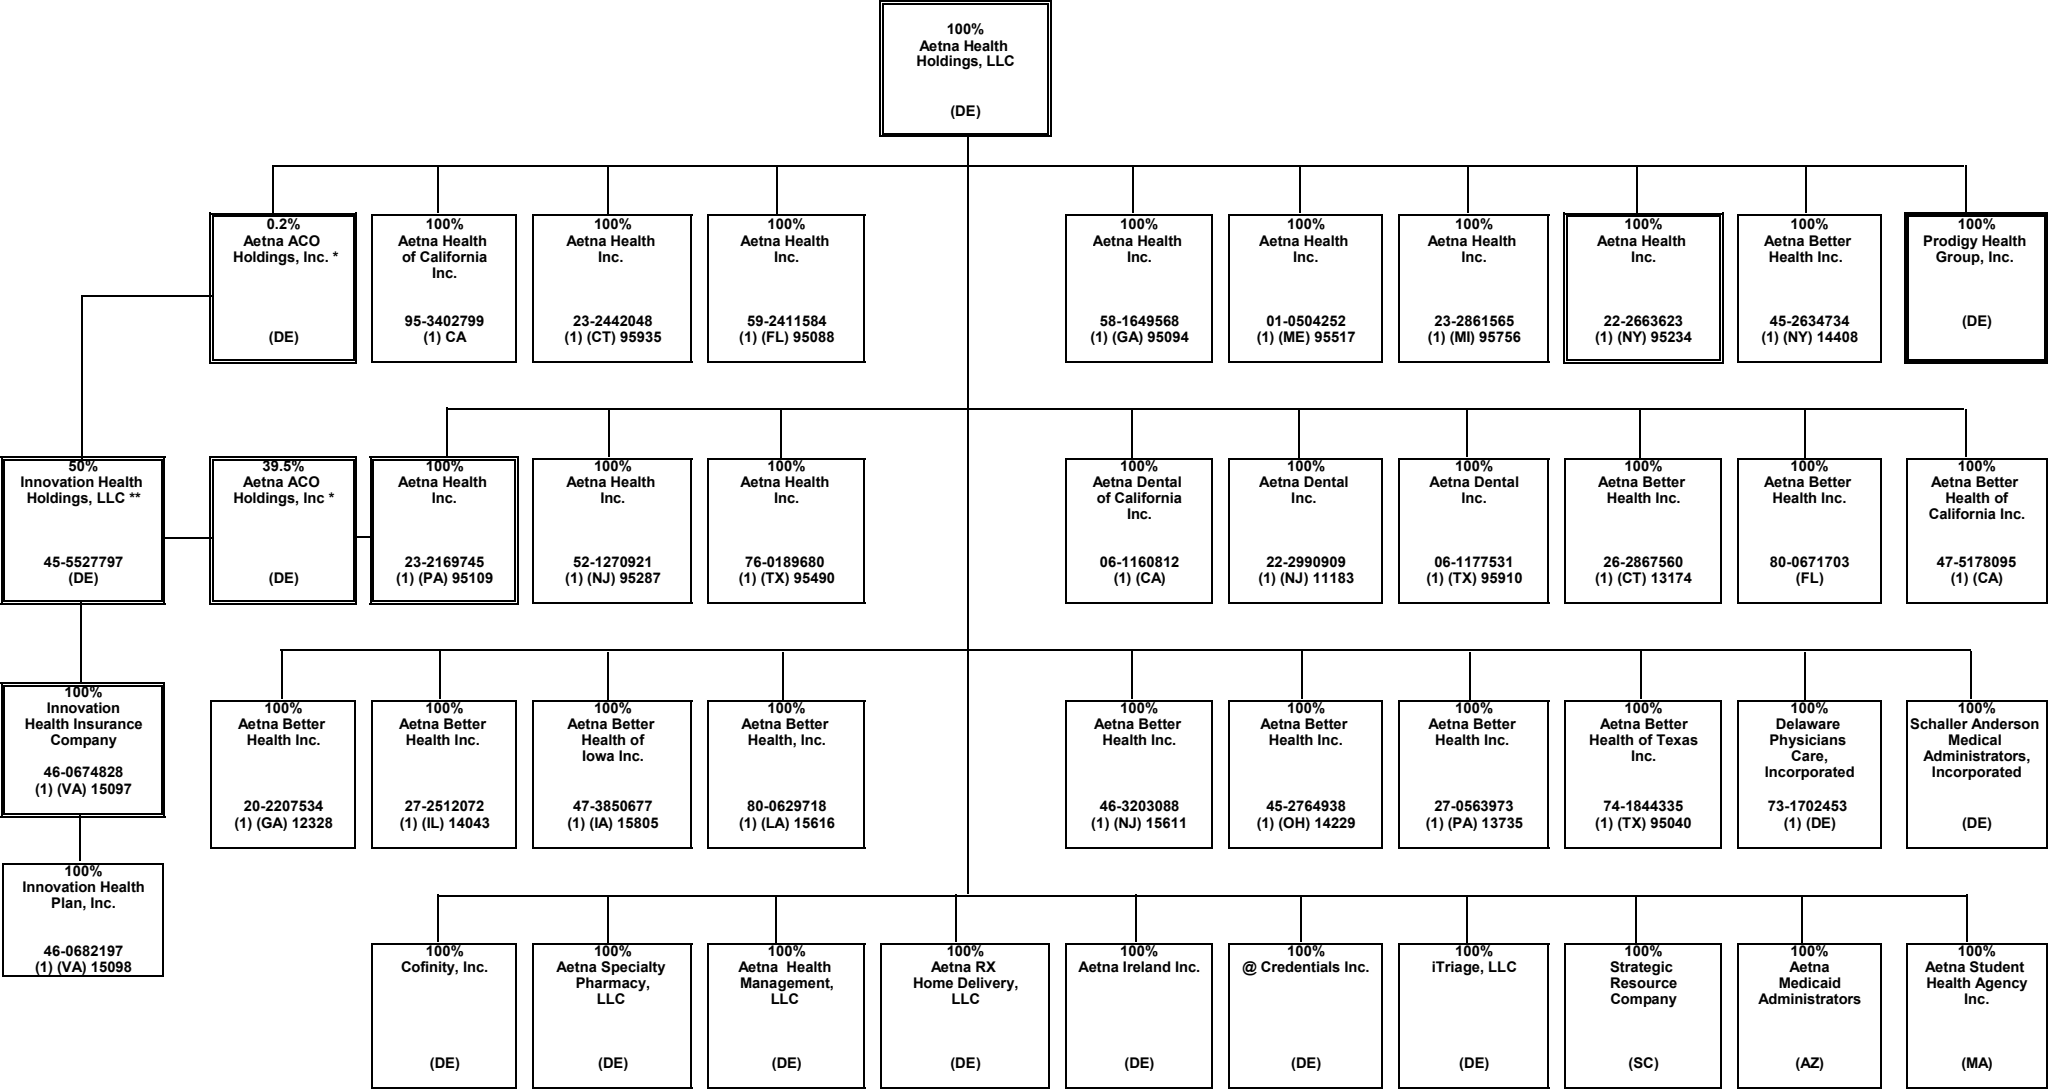 100%
Aetna Health
Holdings, LLC
(DE)
0.2%
Aetna ACO
Holdings, Inc. *
(DE)
100%
Aetna Health
of California
Inc.
95-3402799
(1) CA
100%
Aetna Health
Inc.
23-2442048
(1) (CT) 95935
100%
Aetna Health
Inc.
59-2411584
(1) (FL) 95088
100%
Aetna Health
Inc.
58-1649568
(1) (GA) 95094
100%
Aetna Health
Inc.
01-0504252
(1) (ME) 95517
100%
Aetna Health
Inc.
23-2861565
(1) (MI) 95756
100%
Aetna Health
Inc.
22-2663623
(1) (NY) 95234
100%
Aetna Better
Health Inc.
45-2634734
(1) (NY) 14408
100%
Prodigy Health
Group, Inc.
(DE)
50%
Innovation Health
Holdings, LLC **
45-5527797
(DE)
39.5%
Aetna ACO
Holdings, Inc *
(DE)
100%
Aetna Health
Inc.
23-2169745
(1) (PA) 95109
100%
Aetna Health
Inc.
52-1270921
(1) (NJ) 95287
100%
Aetna Health
Inc.
76-0189680
(1) (TX) 95490
100%
Aetna Dental
of California
Inc.
06-1160812
(1) (CA)
100%
Aetna Dental
Inc.
22-2990909
(1) (NJ) 11183
100%
Aetna Dental
Inc.
06-1177531
(1) (TX) 95910
100%
Aetna Better
Health Inc.
26-2867560
(1) (CT) 13174
100%
Aetna Better
Health Inc.
80-0671703
(FL)
100%
Aetna Better
Health of
California Inc.
47-5178095
(1) (CA)
100%
Innovation
Health Insurance
Company
46-0674828
(1) (VA) 15097
100%
Aetna Better
Health Inc.
20-2207534
(1) (GA) 12328
100%
Aetna Better
Health Inc.
27-2512072
(1) (IL) 14043
100%
Aetna Better
Health of
Iowa Inc.
47-3850677
(1) (IA) 15805
100%
Aetna Better
Health, Inc.
80-0629718
(1) (LA) 15616
100%
Aetna Better
Health Inc.
46-3203088
(1) (NJ) 15611
100%
Aetna Better
Health Inc.
45-2764938
(1) (OH) 14229
100%
Aetna Better
Health Inc.
27-0563973
(1) (PA) 13735
100%
Aetna Better
Health of Texas
Inc.
74-1844335
(1) (TX) 95040
100%
Delaware
Physicians
Care,
Incorporated
73-1702453
(1) (DE)
100%
Schaller Anderson
Medical
Administrators,
Incorporated
(DE)
100%
Innovation Health
Plan, Inc.
46-0682197
(1) (VA) 15098
100%
Cofinity, Inc.
(DE)
100%
Aetna Specialty
Pharmacy,
LLC
(DE)
100%
Aetna  Health
Management,
LLC
(DE)
100%
Aetna RX
Home Delivery,
LLC
(DE)
100%
Aetna Ireland Inc.
(DE)
100%
@ Credentials Inc.
(DE)
100%
iTriage, LLC
(DE)
100%
Strategic
Resource
Company
(SC)
100%
Aetna
Medicaid
Administrators
(AZ)
100%
Aetna Student
Health Agency
Inc.
(MA)